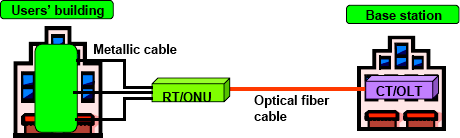 Users' building
Base station
Metallic cable
RT/ONU
CT/OLT
Optical fiber
cable